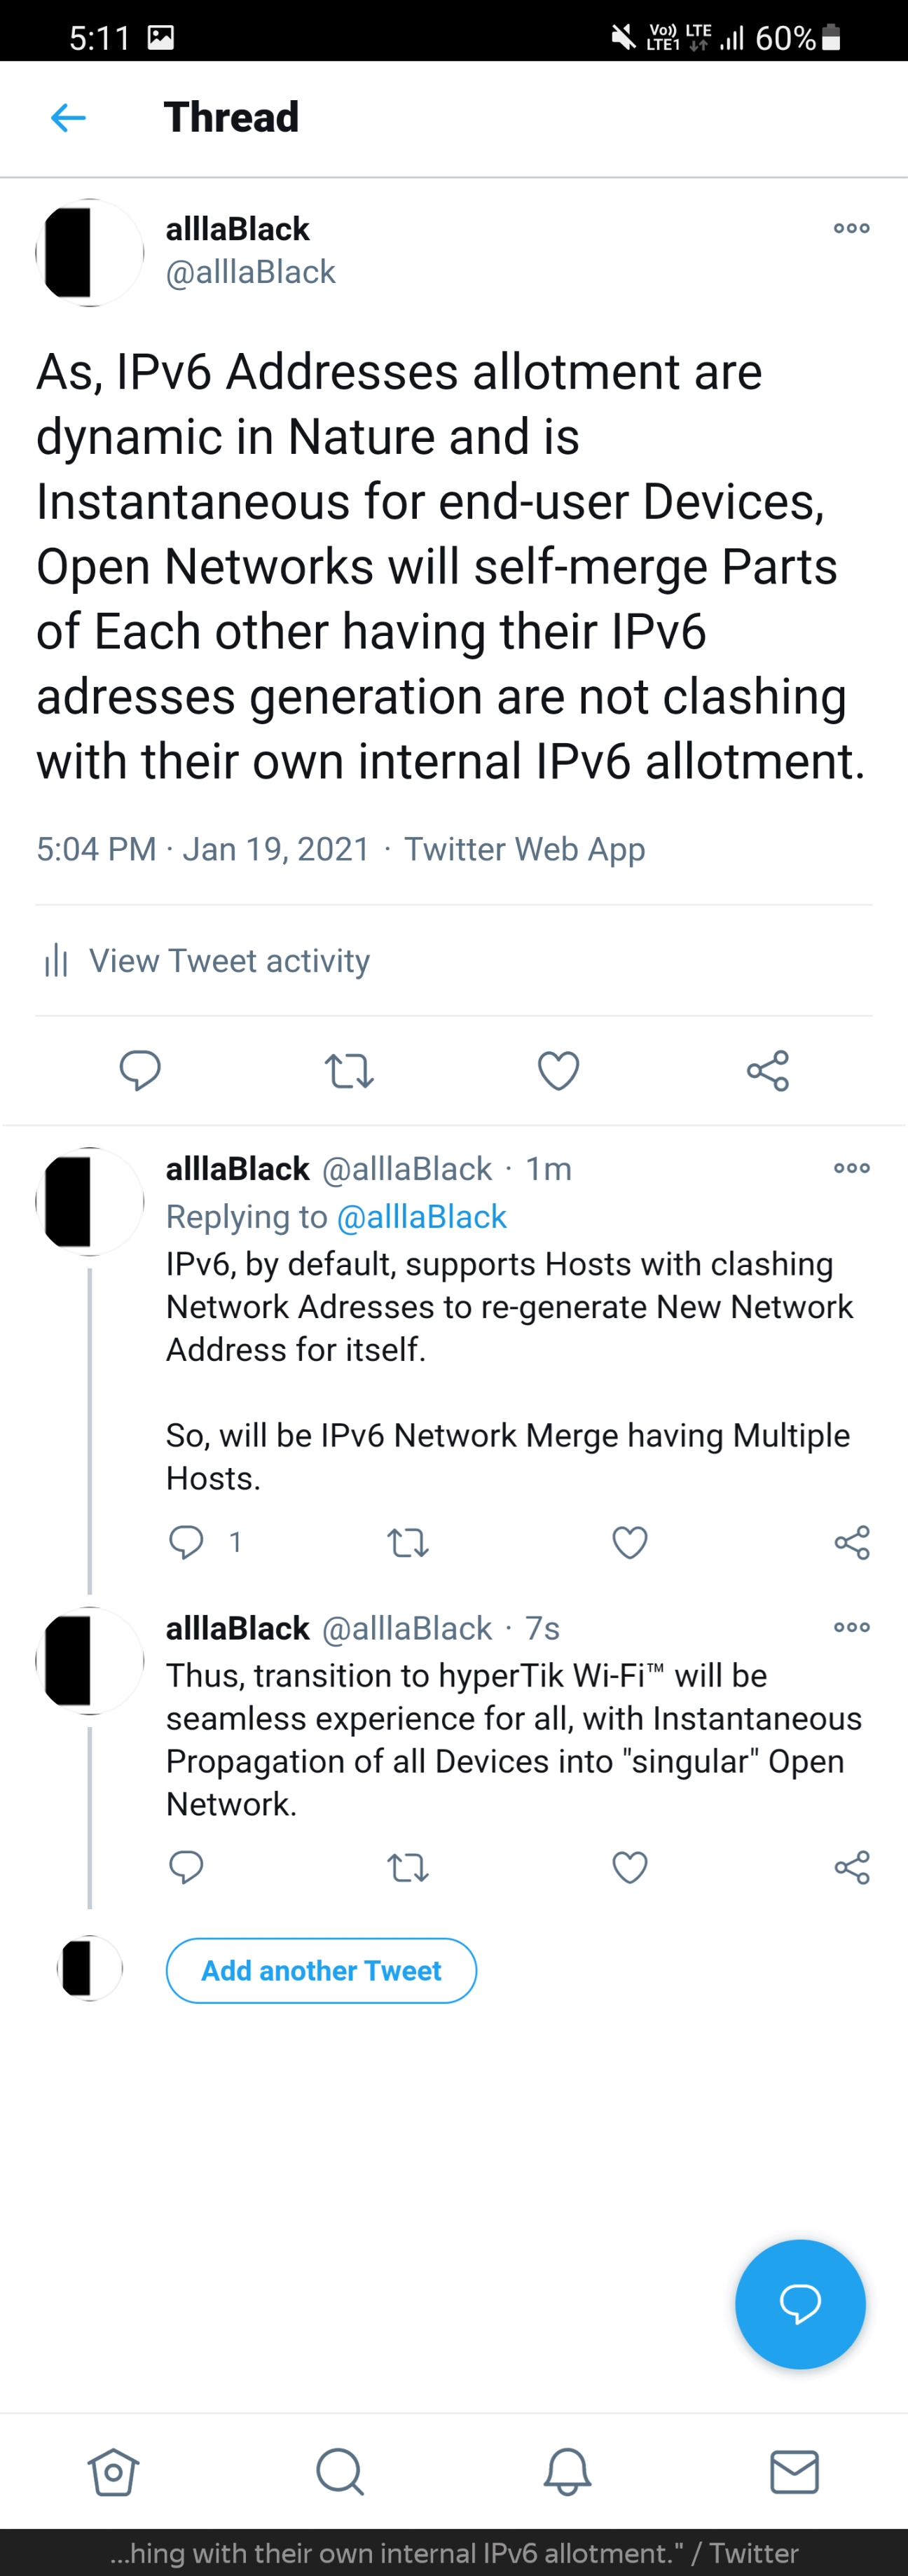 5:11
Vo)) LTE
LTE1
60%
Thread
alllaBlack
@alllaBlack
As, IPv6 Addresses allotment are
dynamic in Nature and is
Instantaneous for end-user Devices,
Open Networks will self-merge Parts
of Each other having their IPv6
adresses generation are not clashing
with their own internal IPv6 allotment.
5:04 PM · Jan 19, 2021 · Twitter Web App
View Tweet activity
alllaBlack @alllaBlack · 1m
Replying to @alllaBlack
IPv6, by default, supports Hosts with clashing
Network Adresses to re-generate New Network
Address for itself.
So, will be IPv6 Network Merge having Multiple
Hosts.
1
alllaBlack @alllaBlack · 7s
Thus, transition to hyperTik Wi-Fi™ will be
seamless experience for all, with Instantaneous
Propagation of all Devices into "singular" Open
Network.
Add another Tweet
...hing with their own internal IPv6 allotment." / Twitter